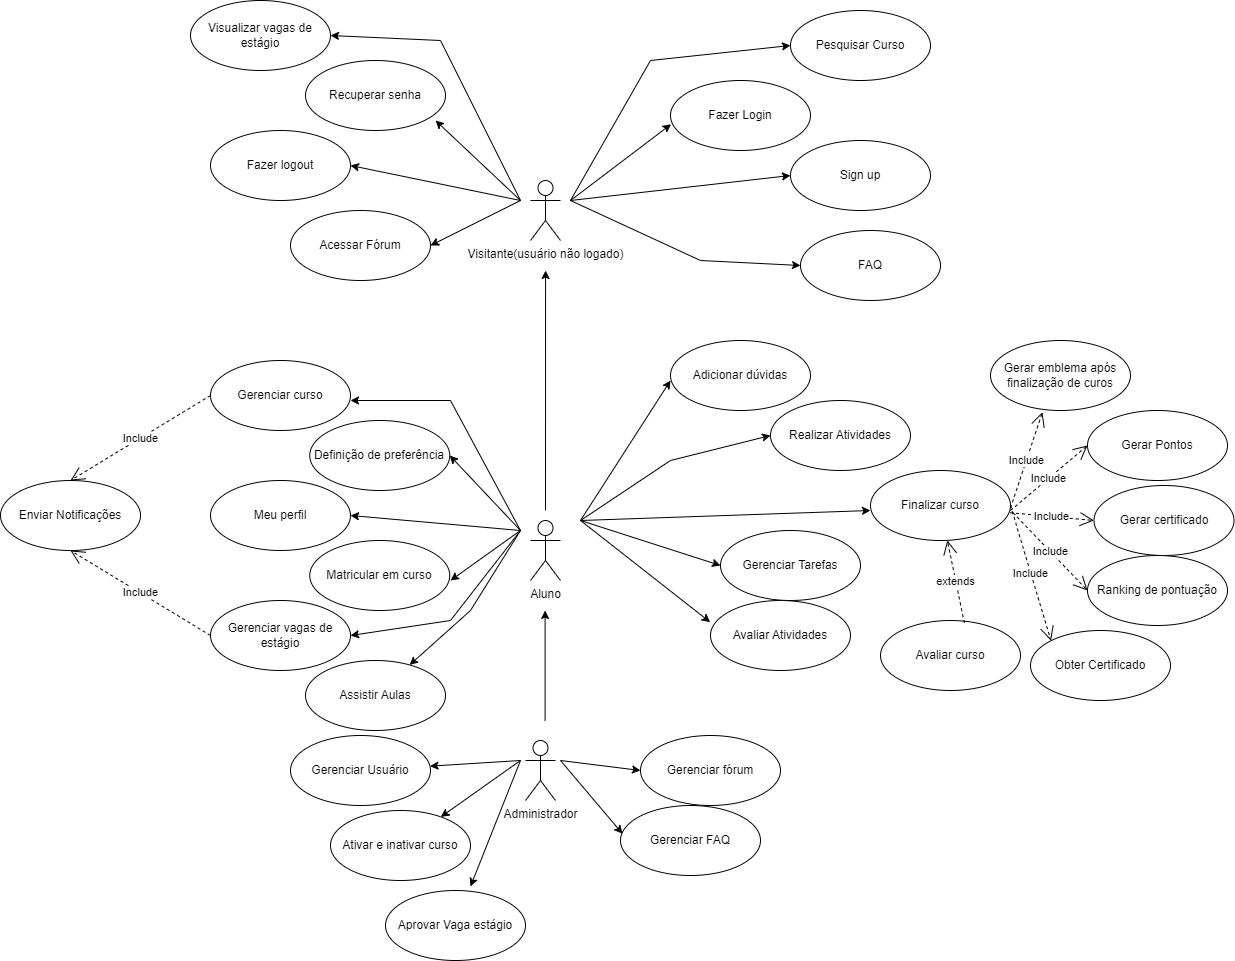 Visualizar vagas de
estágio
Pesquisar Curso
Recuperar senha
Fazer Login
Fazer logout
Sign up
Acessar Fórum
Visitante(usuário não logado)
FAQ
Gerenciar curso
Adicionar dúvidas
Gerar emblema após
finalização de curos
Include
Definição de preferência
Realizar Atividades
Gerar Pontos
Include
Include
Enviar Notificações
Meu perfil
Finalizar curso
Include
Gerar certificado
Include
Matricular em curso
Aluno
Gerenciar Tarefas
Include
extends
Ranking de pontuação
Include
Gerenciar vagas de
estágio
Avaliar Atividades
Avaliar curso
Obter Certificado
Assistir Aulas
Gerenciar Usuário
Gerenciar fórum
Administrador
Ativar e inativar curso
Gerenciar FAQ
Aprovar Vaga estágio